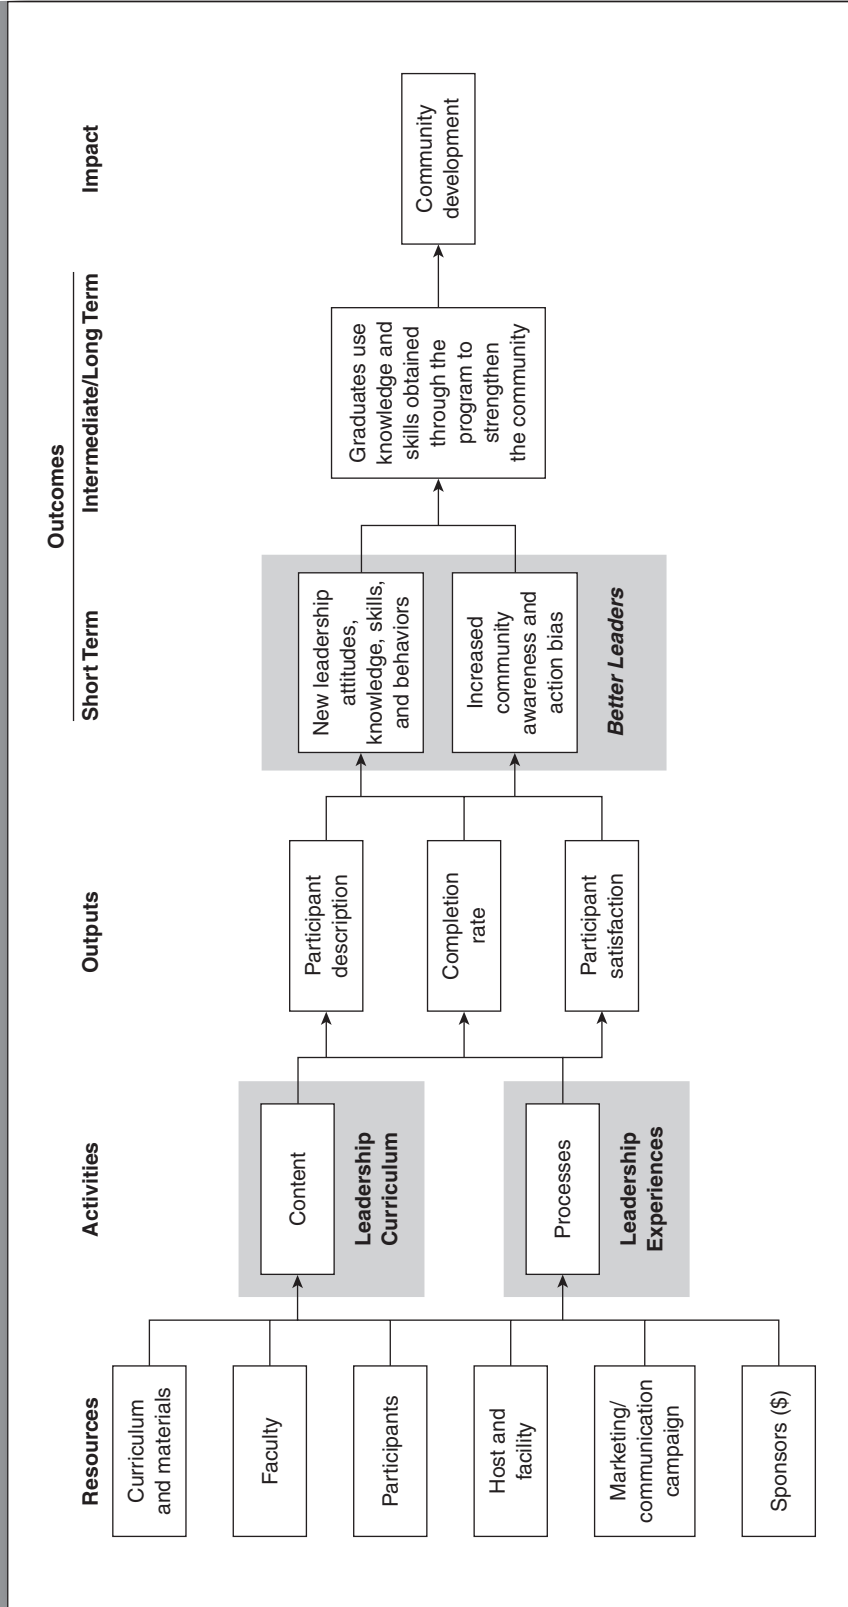 Resources
Activities
Outputs
Outcomes
Short Term
Intermediate/Long Term
Impact
Curriculum
and materials
Faculty
Participants
Host and
facility
Marketing/
communication
campaign
Sponsors ($)
Content
Leadership
Curriculum
Processes
Leadership
Experiences
Participant
description
Completion
rate
Participant
satisfaction
New leadership
attitudes,
knowledge, skills,
and behaviors
Increased
community
awareness and
action bias
Better Leaders
Graduates use
knowledge and
skills obtained
through the
program to
strengthen
the community
Community
development